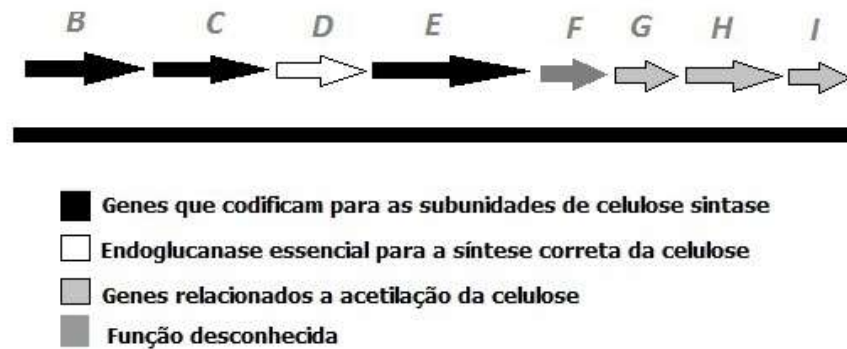 B C D E F G H I
Genes que codificam para as subunidades de celulose sintase
Endoglucanase essencial para a síntese correta da celulose
Genes relacionados a acetilação da celulose
Função desconhecida